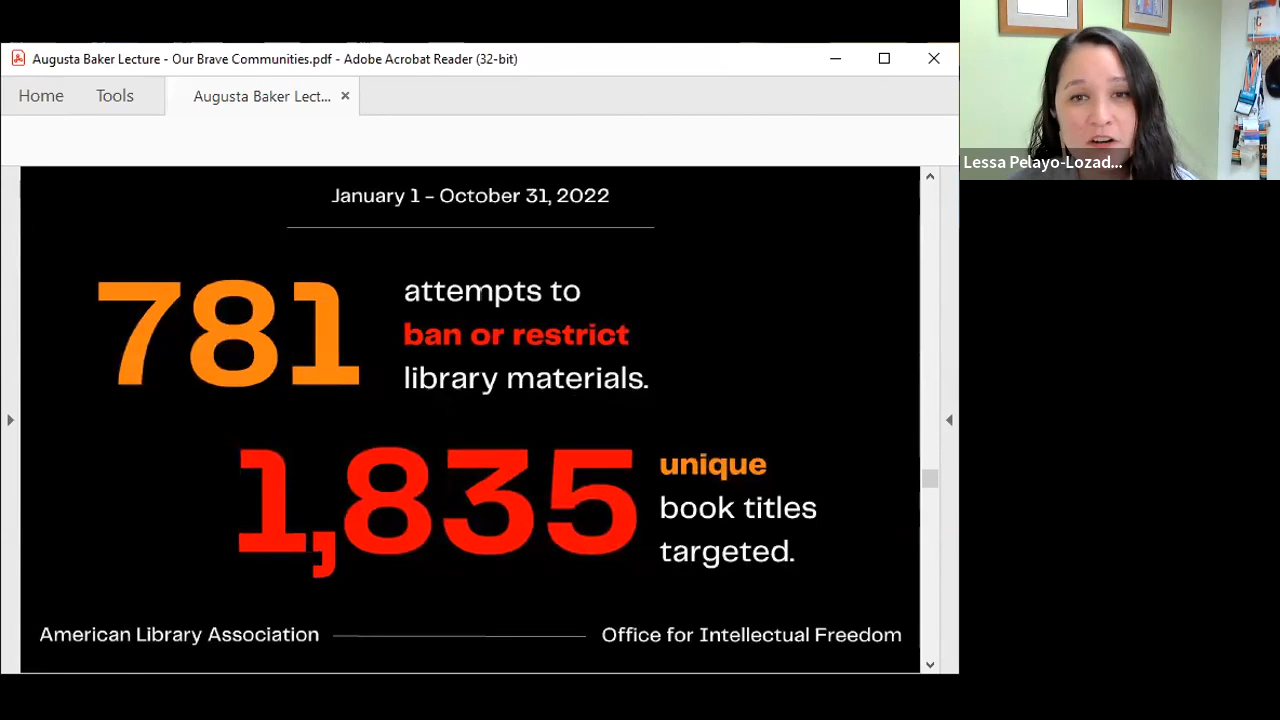 Augusta Baker Lecture - Our Brave Communities.pdf - Adobe Acrobat Reader (32-bit)
Home Tools Augusta Baker Lect...
Lessa Pelayo-Lozad...
January 1 – October 31, 2022
781
attempts to
ban or restrict
library materials.
1,835
unique
book titles
targeted.
American Library Association Office for Intellectual Freedom